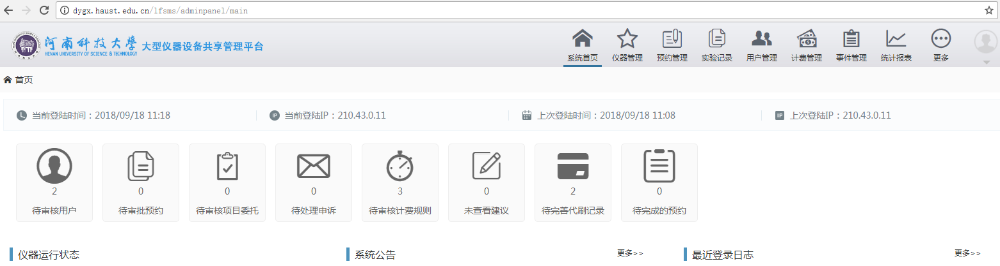 dygx.haust.edu.cn/lfsms/adminpanel/main
河南科技大学 大型仪器设备共享管理平台
HENAN UNIVERSITY OF SCIENCE & TECHNOLOGY
系统首页 仪器管理 预约管理 实验记录 用户管理 计费管理 事件管理 统计报表 更多
首页
当前登陆时间：2018/09/18 11:18 IP 当前登陆IP：210.43.0.11 上次登陆时间：2018/09/18 11:08 IP 上次登陆IP：210.43.0.11
2 0 0 0 3 0 2 0
待审核用户 待审批预约 待审核项目委托 待处理申诉 待审核计费规则 未查看建议 待完善代刷记录 待完成的预约
仪器运行状态 系统公告 更多>> 最近登录日志 更多>>